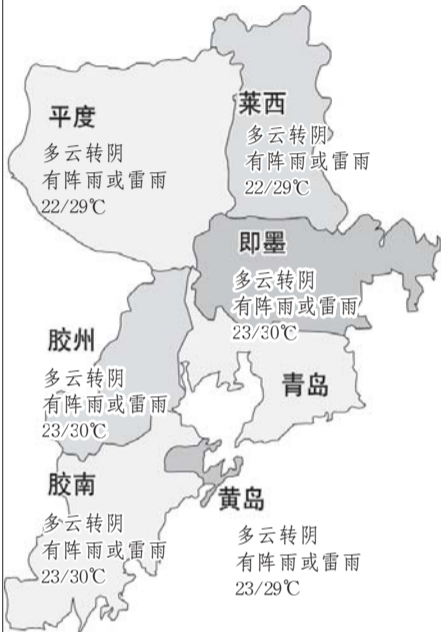 平度
多云转阴
有阵雨或雷雨
22/29℃
莱西
多云转阴
有阵雨或雷雨
22/29℃
即墨
多云转阴
有阵雨或雷雨
23/30℃
胶州
多云转阴
有阵雨或雷雨
23/30℃
青岛
胶南
多云转阴
有阵雨或雷雨
23/30℃
黄岛
多云转阴
有阵雨或雷雨
23/29℃